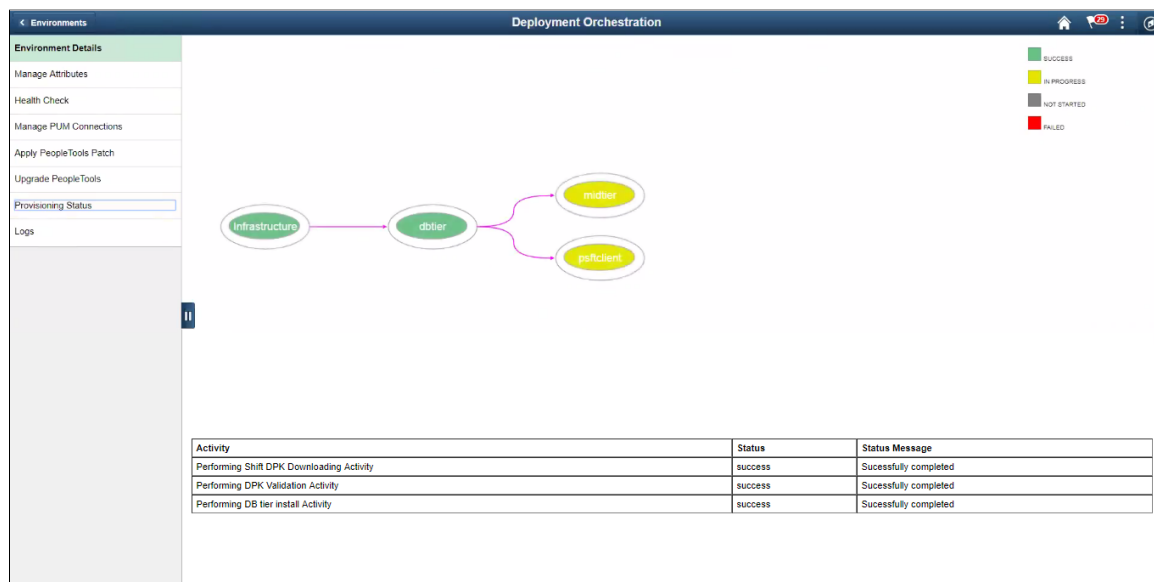 Environments
Deployment Orchestration
29
Environment Details
Manage Attributes
Health Check
Manage PUM Connections
Apply PeopleTools Patch
Upgrade PeopleTools
Provisioning Status
Logs
SUCCESS
IN PROGRESS
NOT STARTED
FAILED
midtier
infrastructure
dbtier
psftclient
Activity Status Status Message
Performing Shift DPK Downloading Activity success Sucessfully completed
Performing DPK Validation Activity success Sucessfully completed
Performing DB tier install Activity success Sucessfully completed